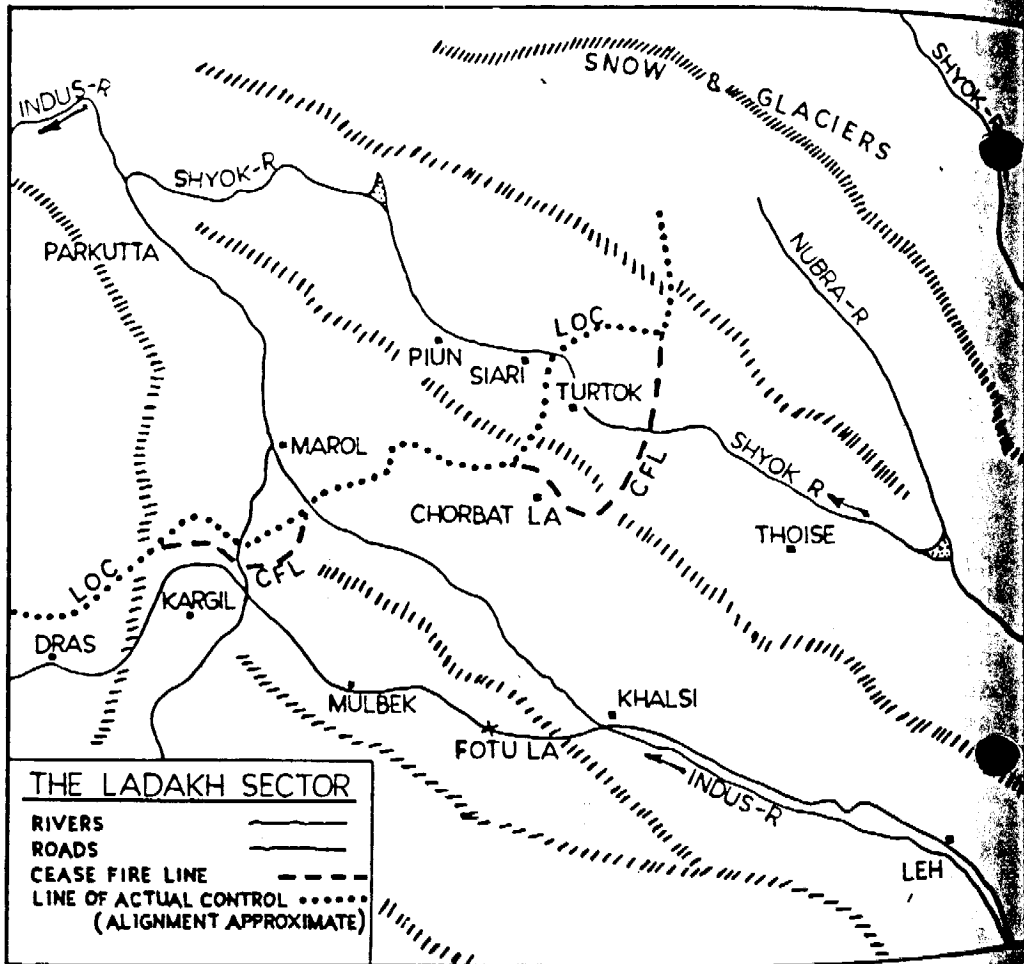 SNOW & GLACIERS
SHYOK-R
INDUS-R
SHYOK-R
PARKUTTA
NUBRA-R
LOC
PIUN
SIARI
TURTOK
MAROL
SHYOK R
CFL
CHORBAT LA
THOISE
LOC
CFL
KARGIL
DRAS
MULBEK
KHALSI
FOTU LA
INDUS-R
LEH
THE LADAKH SECTOR
RIVERS
ROADS
CEASE FIRE LINE
LINE OF ACTUAL CONTROL
(ALIGNMENT APPROXIMATE)